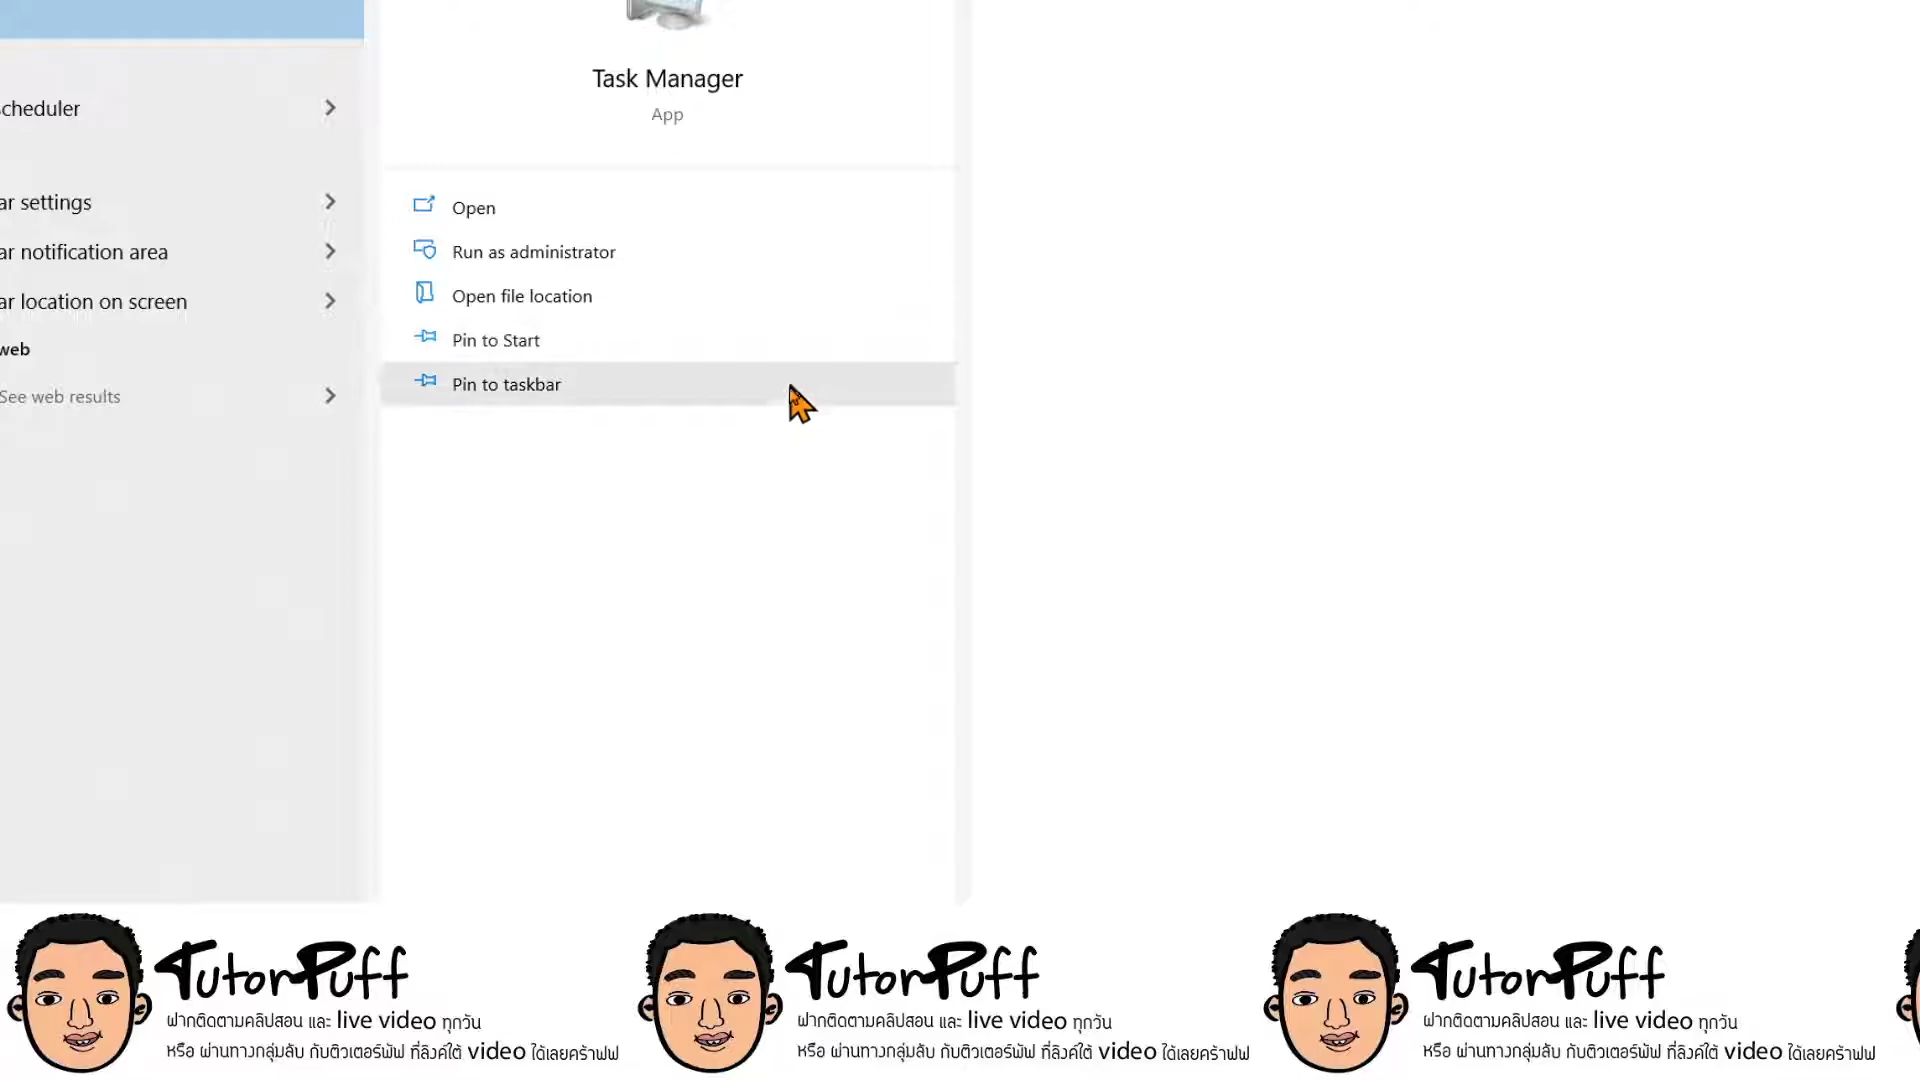 cheduler
ar settings
ar notification area
ar location on screen
web
See web results
Task Manager
App
Open
Run as administrator
Open file location
Pin to Start
Pin to taskbar
TutorPuff
ฝากติดตามคลิปสอน และ live video ทุกวัน
หรือ ผ่านทางกลุ่มลับ กับติวเตอร์พัฟ ที่ลิงค์ใต้ video ได้เลยคร้าฟฟ
TutorPuff
ฝากติดตามคลิปสอน และ live video ทุกวัน
หรือ ผ่านทางกลุ่มลับ กับติวเตอร์พัฟ ที่ลิงค์ใต้ video ได้เลยคร้าฟฟ
TutorPuff
ฝากติดตามคลิปสอน และ live video ทุกวัน
หรือ ผ่านทางกลุ่มลับ กับติวเตอร์พัฟ ที่ลิงค์ใต้ video ได้เลยคร้าฟฟ